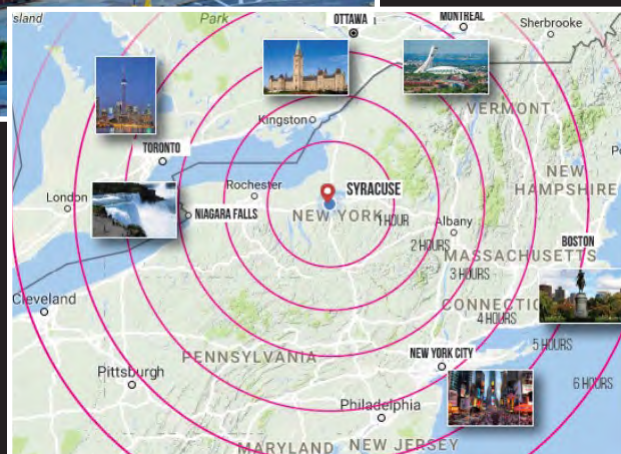 Park
OTTAWA
MONTREAL
Sherbrooke
sland
VERMONT
Kingston
TORONTO
NEW
HAMPSHIRE
London
Rochester
SYRACUSE
NIAGARA FALLS
NEW YORK
1 HOUR
Albany
2 HOURS
MASSACHUSETTS
BOSTON
3 HOURS
Cleveland
CONNECTIC
4 HOURS
5 HOURS
PENNSYLVANIA
NEW YORK CITY
Pittsburgh
6 HOURS
Philadelphia
MARYLAND
NEW JERSEY